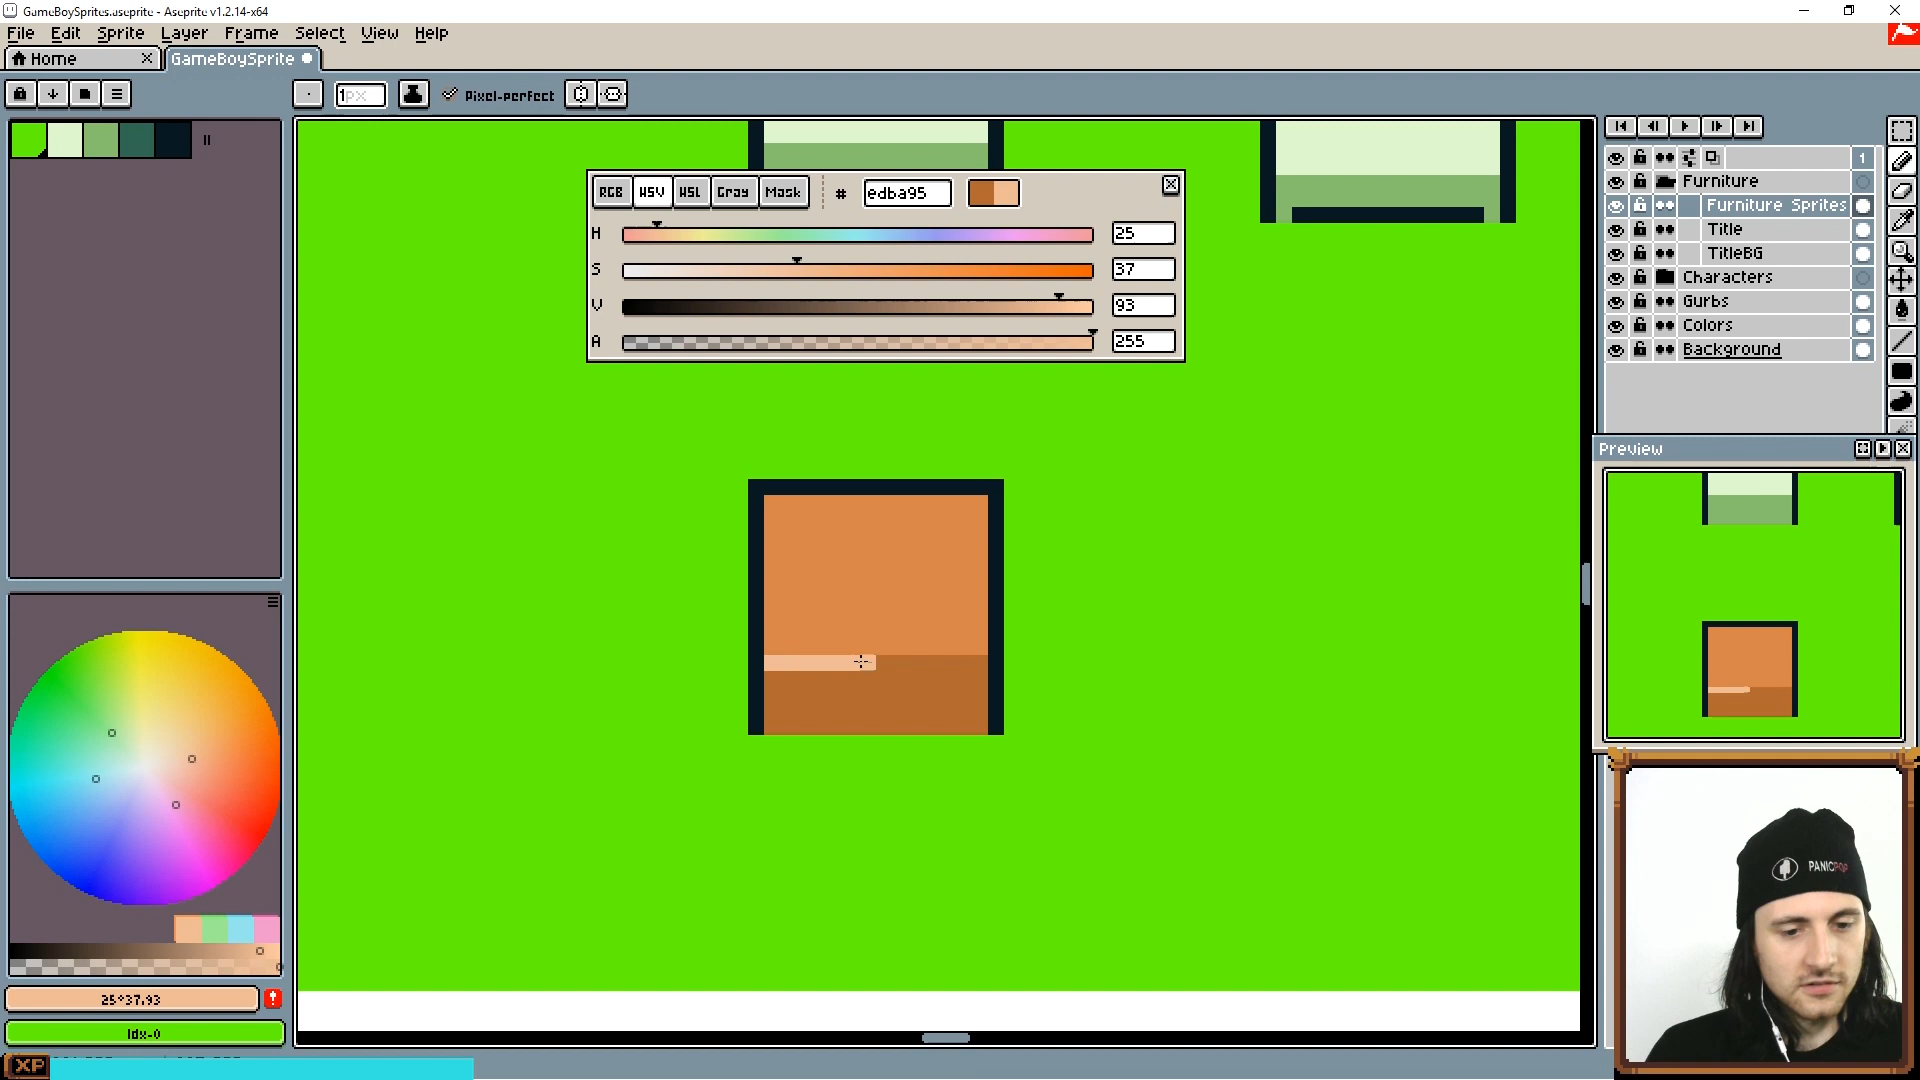 GameBoySprites.aseprite - Aseprite v1.2.14-x64
File Edit Sprite Layer Frame Select View Help
Home
GameBoySprite
1px
Pixel-perfect
1
Furniture
Furniture Sprites
Title
TitleBG
Characters
Gurbs
Colors
Background
RGB HSV HSL Gray Mask # edba95
H 25
S 37
V 93
A 255
Preview
PANICPOP
25°37,93
Idx-0
XP